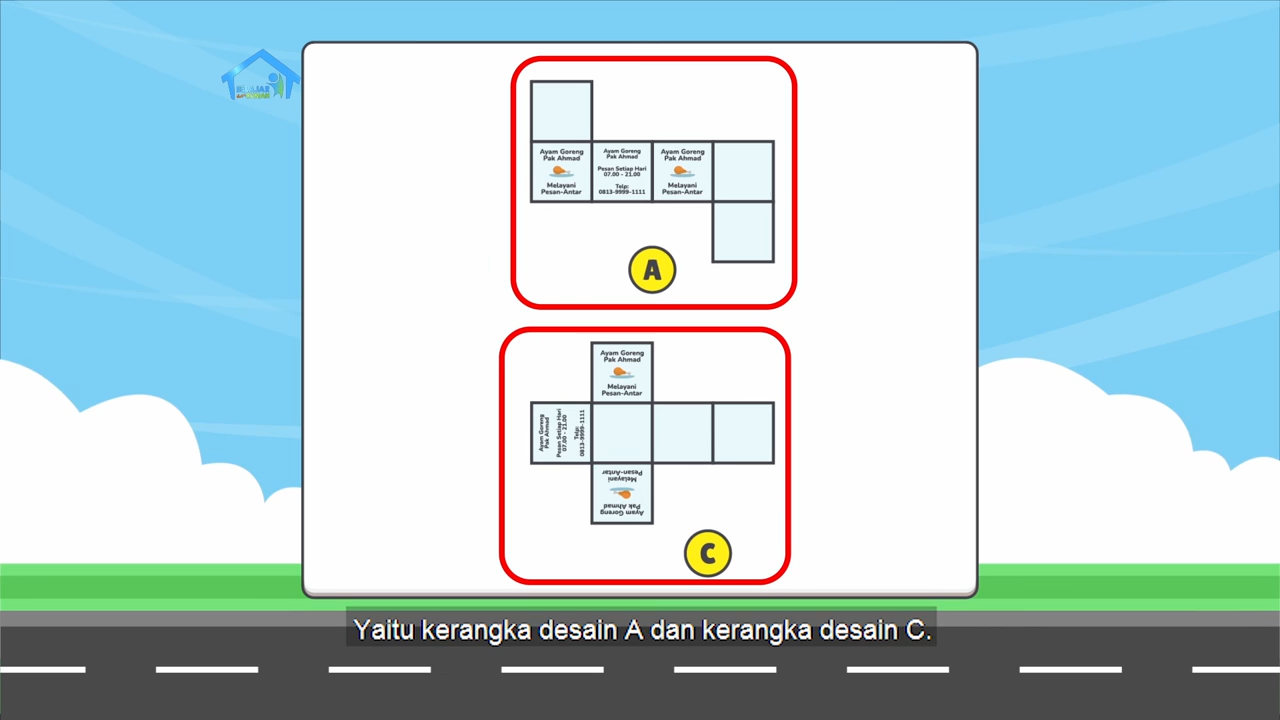 BELAJAR
Ayam Goreng
Pak Ahmad
Melayani
Pesan-Antar
Ayam Goreng
Pak Ahmad
Pesan Setiap Hari
07.00 - 21.00
Telp:
0813-9999-1111
Ayam Goreng
Pak Ahmad
Melayani
Pesan-Antar
A
Ayam Goreng
Pak Ahmad
Melayani
Pesan-Antar
Ayam Goreng
Pak Ahmad
Pesan Setiap Hari
07.00 - 21.00
Telp:
0813-9999-1111
Ayam Goreng
Pak Ahmad
Melayani
Pesan-Antar
C
Yaitu kerangka desain A dan kerangka desain C.